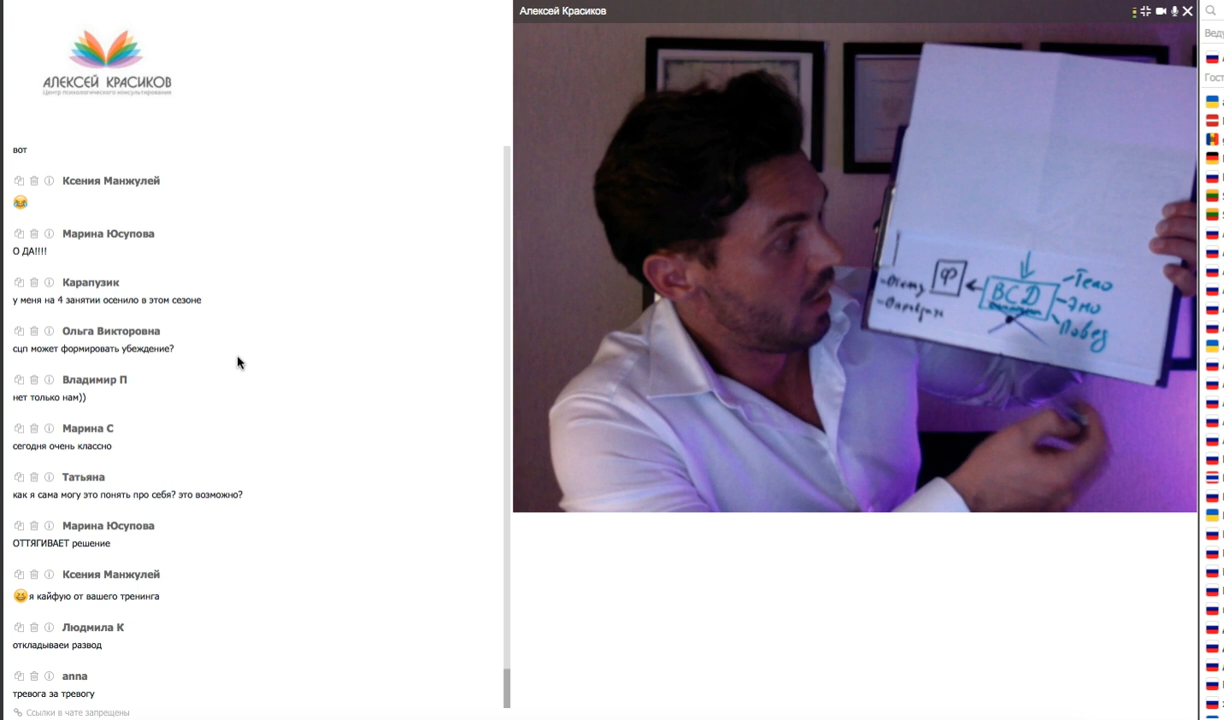 АЛЕКСЕЙ КРАСИКОВ
Центр психологического консультирования
вот
Ксения Манжулей
Марина Юсупова
О ДА!!!!
Карапузик
у меня на 4 занятии осенило в этом сезоне
Ольга Викторовна
сцп может формировать убеждение?
Владимир П
нет только нам))
Марина С
сегодня очень классно
Татьяна
как я сама могу это понять про себя? это возможно?
Марина Юсупова
ОТТЯГИВАЕТ решение
Ксения Манжулей
я кайфую от вашего тренинга
Людмила К
откладываеи развод
anna
тревога за тревогу
Ссылки в чате запрещены
Алексей Красиков
Ф
ВСД
Тело
Эмо
Повед
Веду
Гост